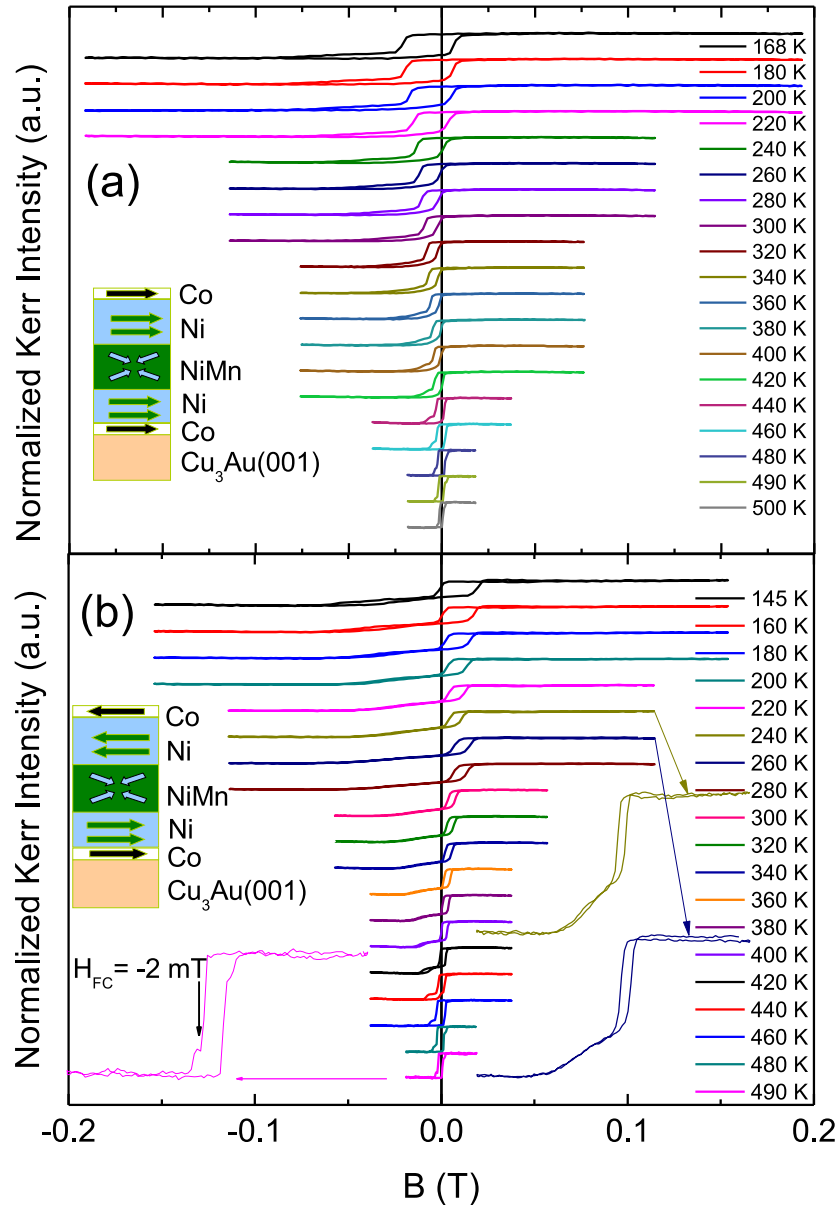 Normalized Kerr Intensity (a.u.)
(a)
168 K
180 K
200 K
220 K
240 K
260 K
280 K
300 K
320 K
340 K
360 K
380 K
400 K
420 K
440 K
460 K
480 K
490 K
500 K
Co
Ni
NiMn
Ni
Co
Cu3Au(001)
Normalized Kerr Intensity (a.u.)
(b)
145 K
160 K
180 K
200 K
220 K
240 K
260 K
280 K
300 K
320 K
340 K
360 K
380 K
400 K
420 K
440 K
460 K
480 K
490 K
Co
Ni
NiMn
Ni
Co
Cu3Au(001)
HFC = -2 mT
-0.2 -0.1 0.0 0.1 0.2
B (T)